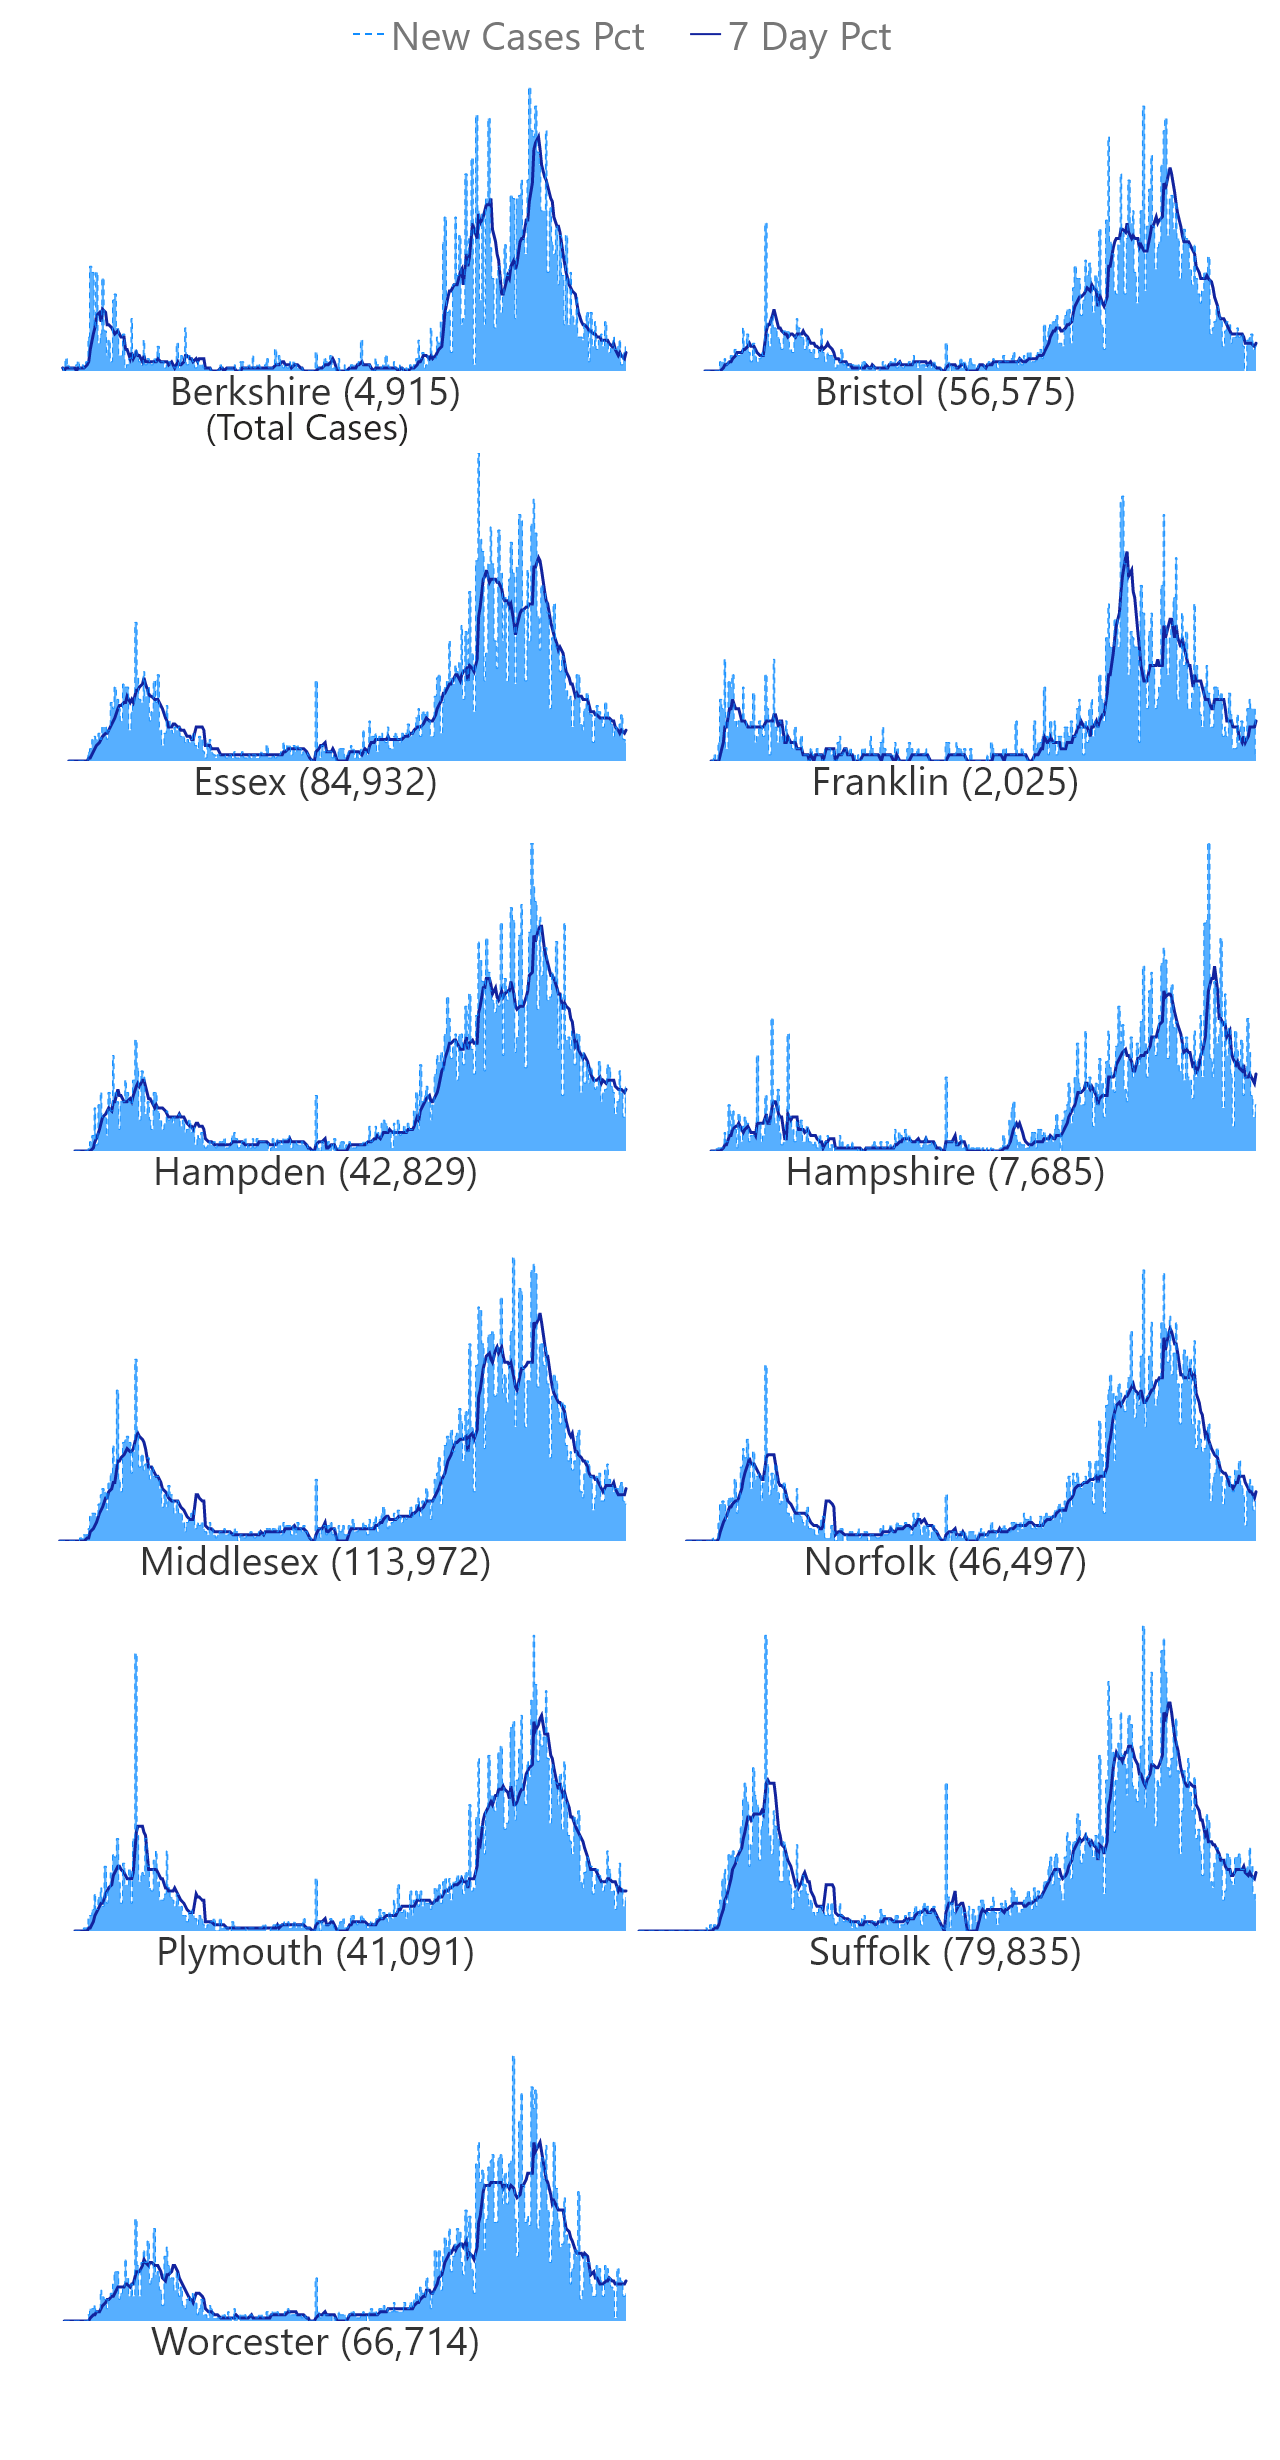 New Cases Pct 7 Day Pct
Berkshire (4,915) Bristol (56,575)
(Total Cases)
Essex (84,932) Franklin (2,025)
Hampden (42,829) Hampshire (7,685)
Middlesex (113,972) Norfolk (46,497)
Plymouth (41,091) Suffolk (79,835)
Worcester (66,714)